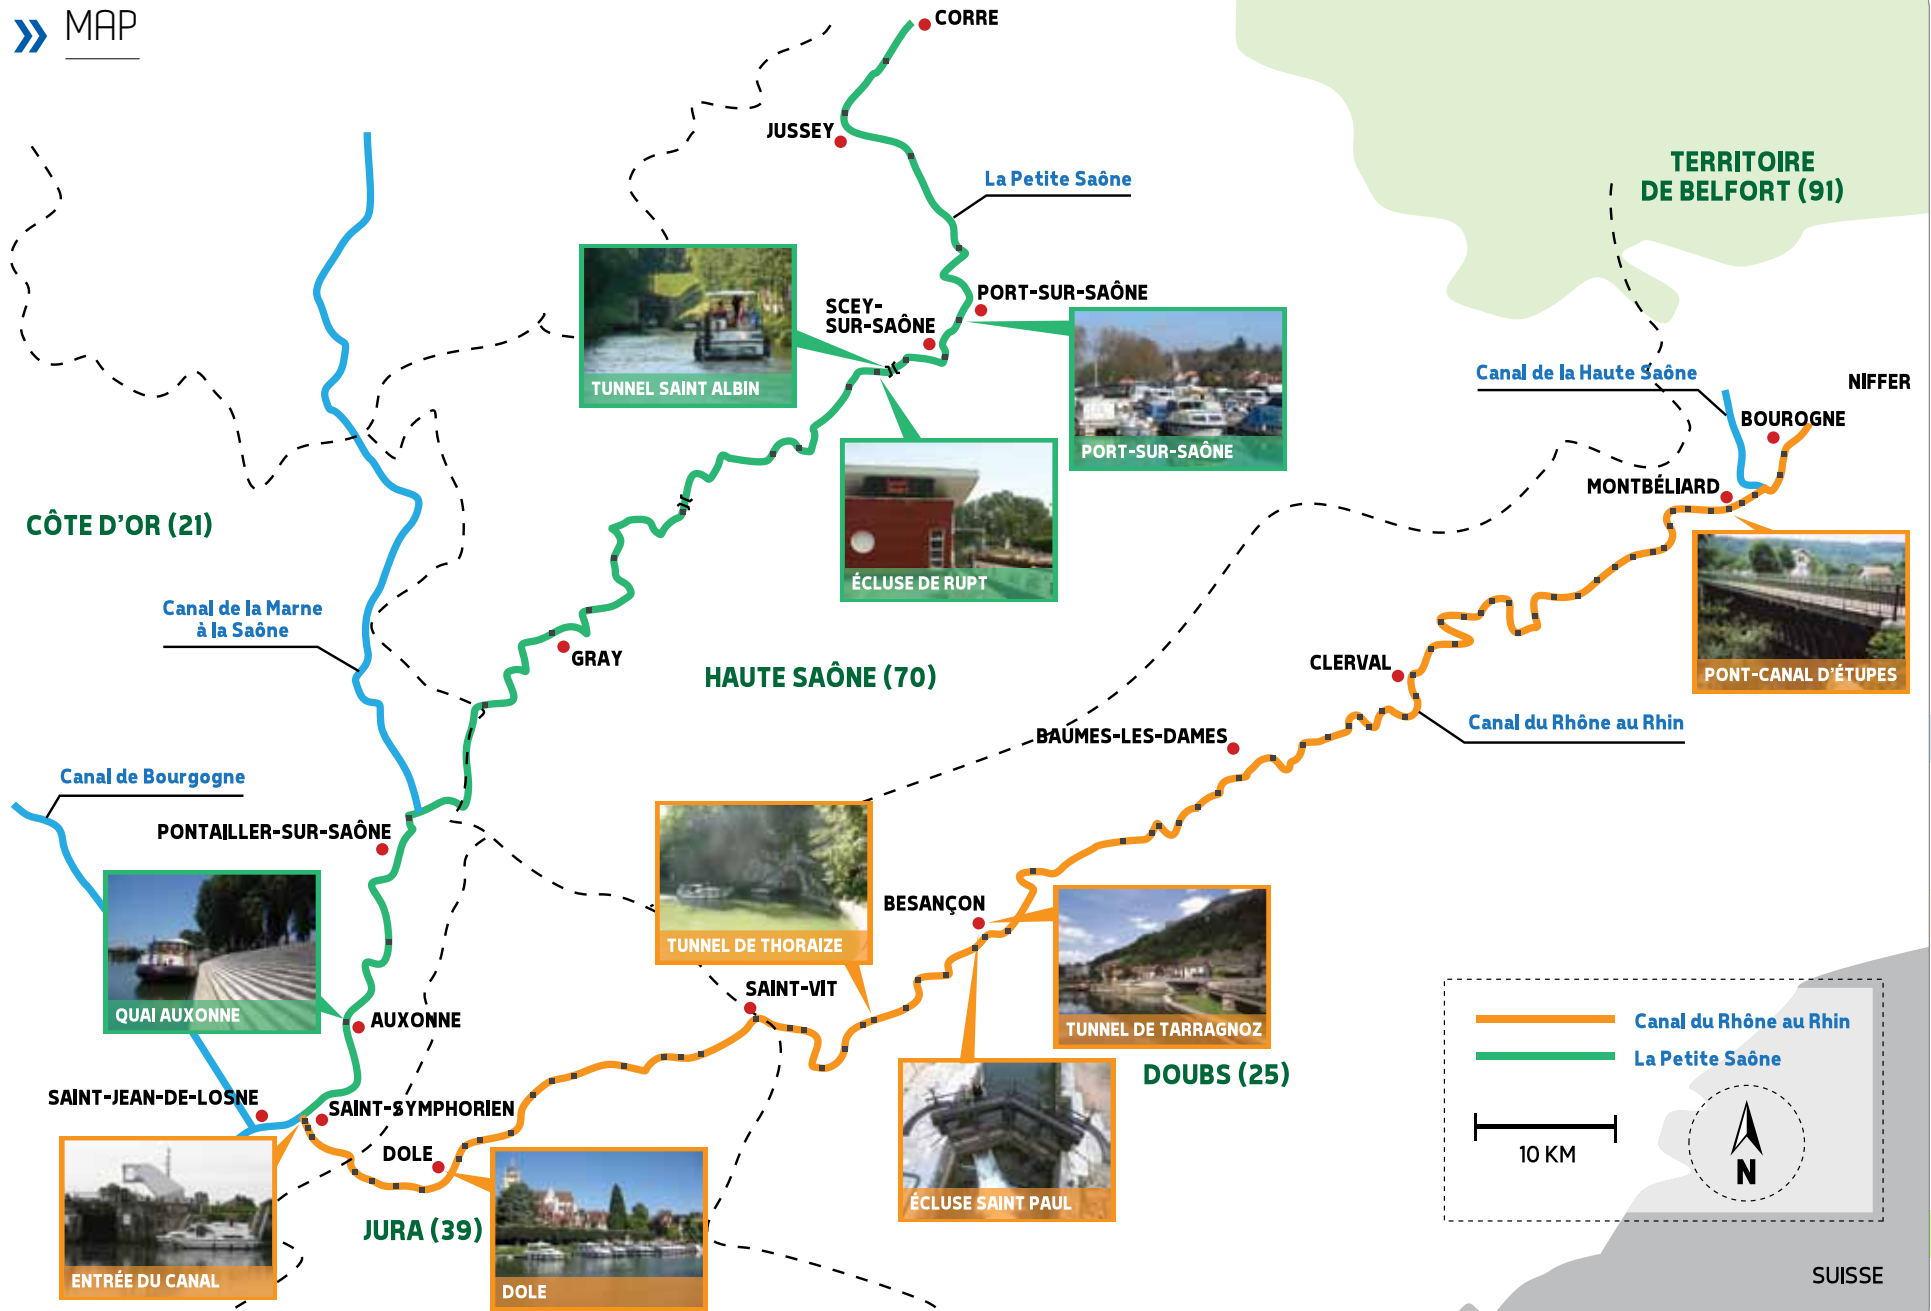 MAP
CORRE
JUSSEY
La Petite Saône
TERRITOIRE
DE BELFORT (91)
PORT-SUR-SAÔNE
SCEY-
SUR-SAÔNE
TUNNEL SAINT ALBIN
PORT-SUR-SAÔNE
ÉCLUSE DE RUPT
Canal de la Haute Saône
NIFFER
BOUROGNE
MONTBÉLIARD
PONT-CANAL D'ÉTUPES
CÔTE D'OR (21)
Canal de la Marne
à la Saône
GRAY
HAUTE SAÔNE (70)
CLERVAL
Canal du Rhône au Rhin
BAUMES-LES-DAMES
Canal de Bourgogne
PONTAILLER-SUR-SAÔNE
QUAI AUXONNE
AUXONNE
TUNNEL DE THORAIZE
BESANÇON
SAINT-VIT
TUNNEL DE TARRAGNOZ
DOUBS (25)
SAINT-JEAN-DE-LOSNE
SAINT-SYMPHORIEN
DOLE
ENTRÉE DU CANAL
JURA (39)
DOLE
ÉCLUSE SAINT PAUL
Canal du Rhône au Rhin
La Petite Saône
10 KM
N
SUISSE